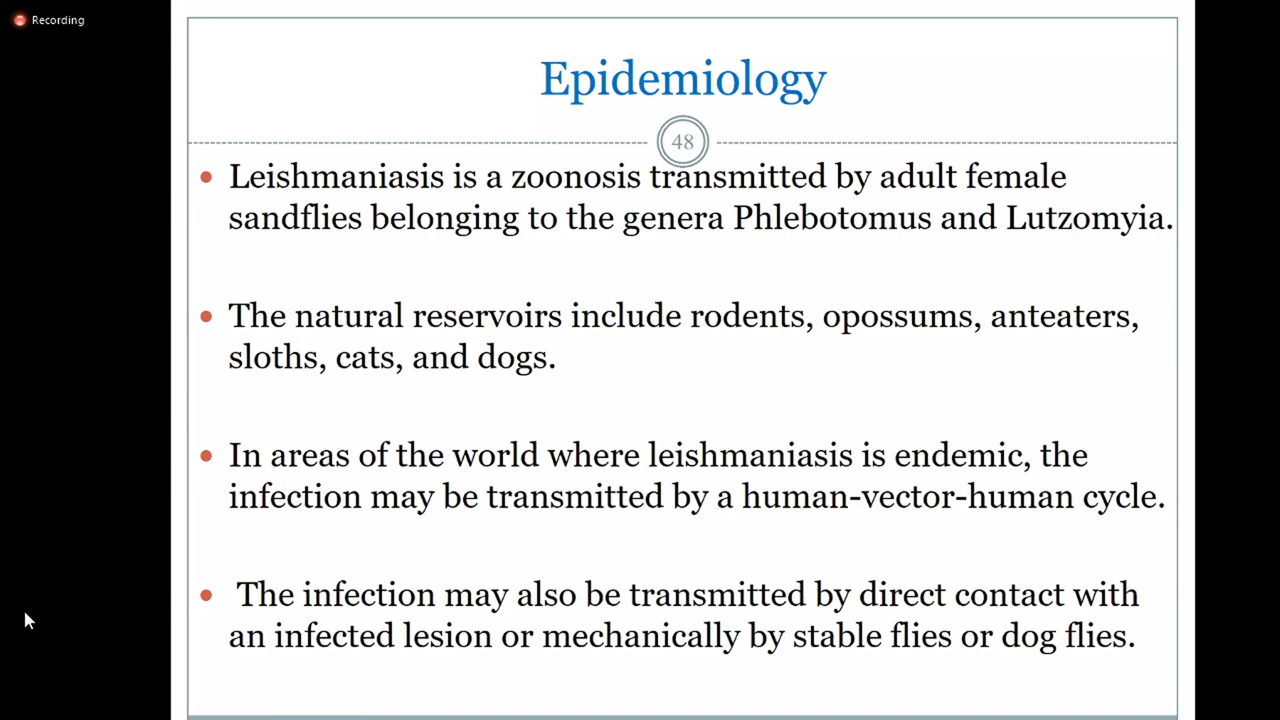 Recording
Epidemiology
48
• Leishmaniasis is a zoonosis transmitted by adult female
sandflies belonging to the genera Phlebotomus and Lutzomyia.
• The natural reservoirs include rodents, opossums, anteaters,
sloths, cats, and dogs.
• In areas of the world where leishmaniasis is endemic, the
infection may be transmitted by a human-vector-human cycle.
• The infection may also be transmitted by direct contact with
an infected lesion or mechanically by stable flies or dog flies.